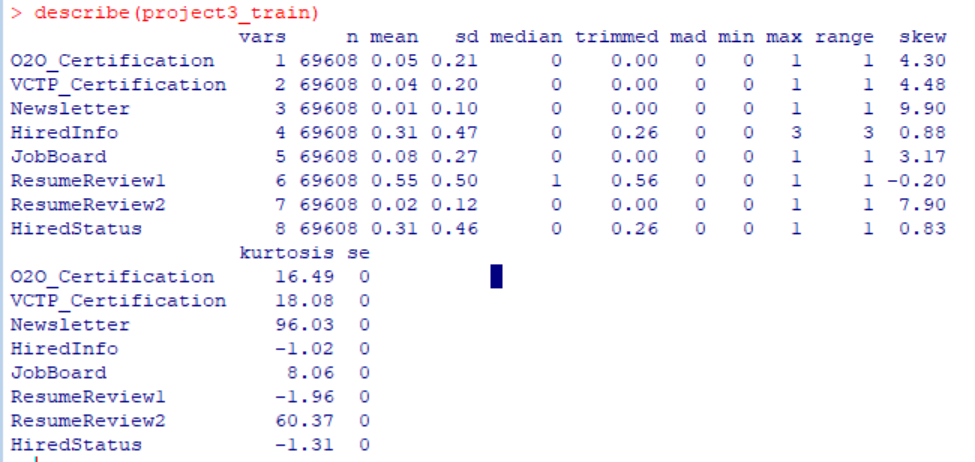 > describe(project3_train)
vars n mean sd median trimmed mad min max range skew
O2O_Certification 1 69608 0.05 0.21 0 0.00 0 0 1 1 4.30
VCTP_Certification 2 69608 0.04 0.20 0 0.00 0 0 1 1 4.48
Newsletter 3 69608 0.01 0.10 0 0.00 0 0 1 1 9.90
HiredInfo 4 69608 0.31 0.47 0 0.26 0 0 3 3 0.88
JobBoard 5 69608 0.08 0.27 0 0.00 0 0 1 1 3.17
ResumeReview1 6 69608 0.55 0.50 1 0.56 0 0 1 1 -0.20
ResumeReview2 7 69608 0.02 0.12 0 0.00 0 0 1 1 7.90
HiredStatus 8 69608 0.31 0.46 0 0.26 0 0 1 1 0.83
kurtosis se
O2O_Certification 16.49 0
VCTP_Certification 18.08 0
Newsletter 96.03 0
HiredInfo -1.02 0
JobBoard 8.06 0
ResumeReview1 -1.96 0
ResumeReview2 60.37 0
HiredStatus -1.31 0